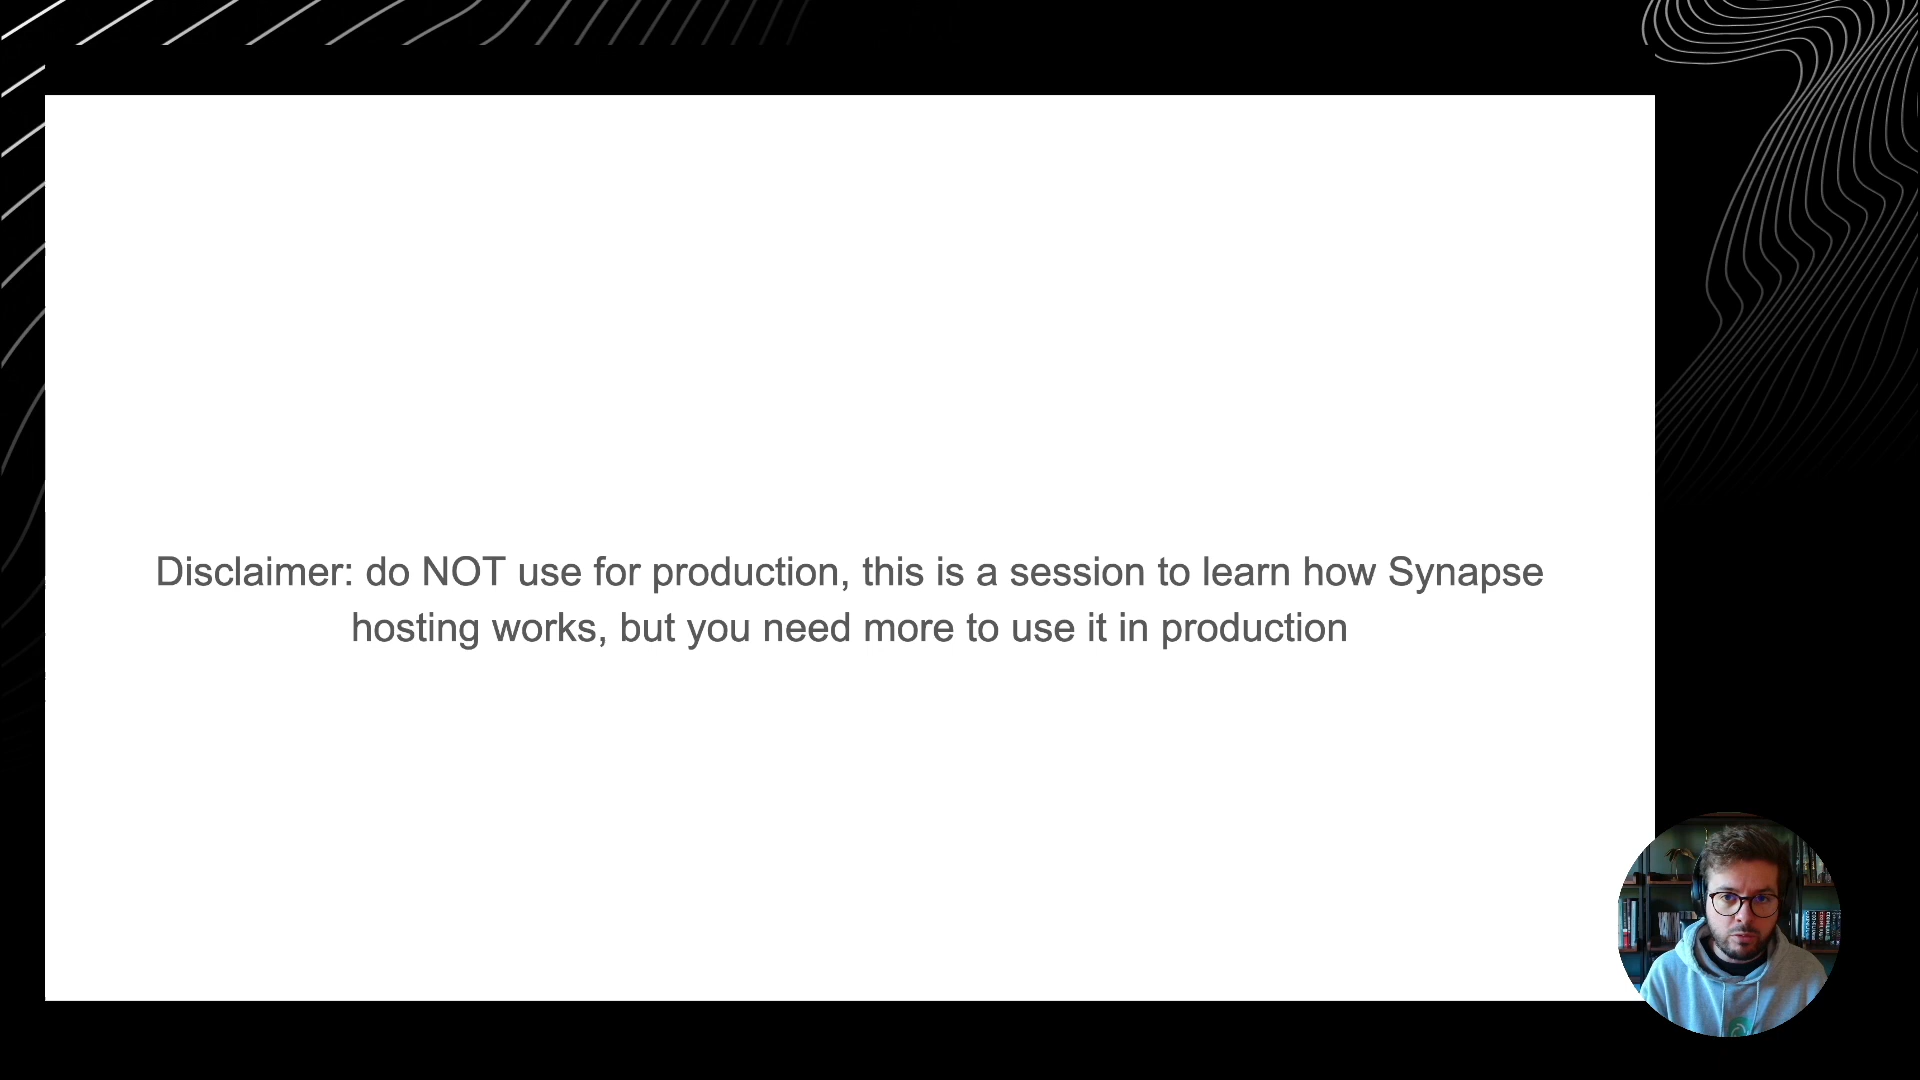 Disclaimer: do NOT use for production, this is a session to learn how Synapse
hosting works, but you need more to use it in production